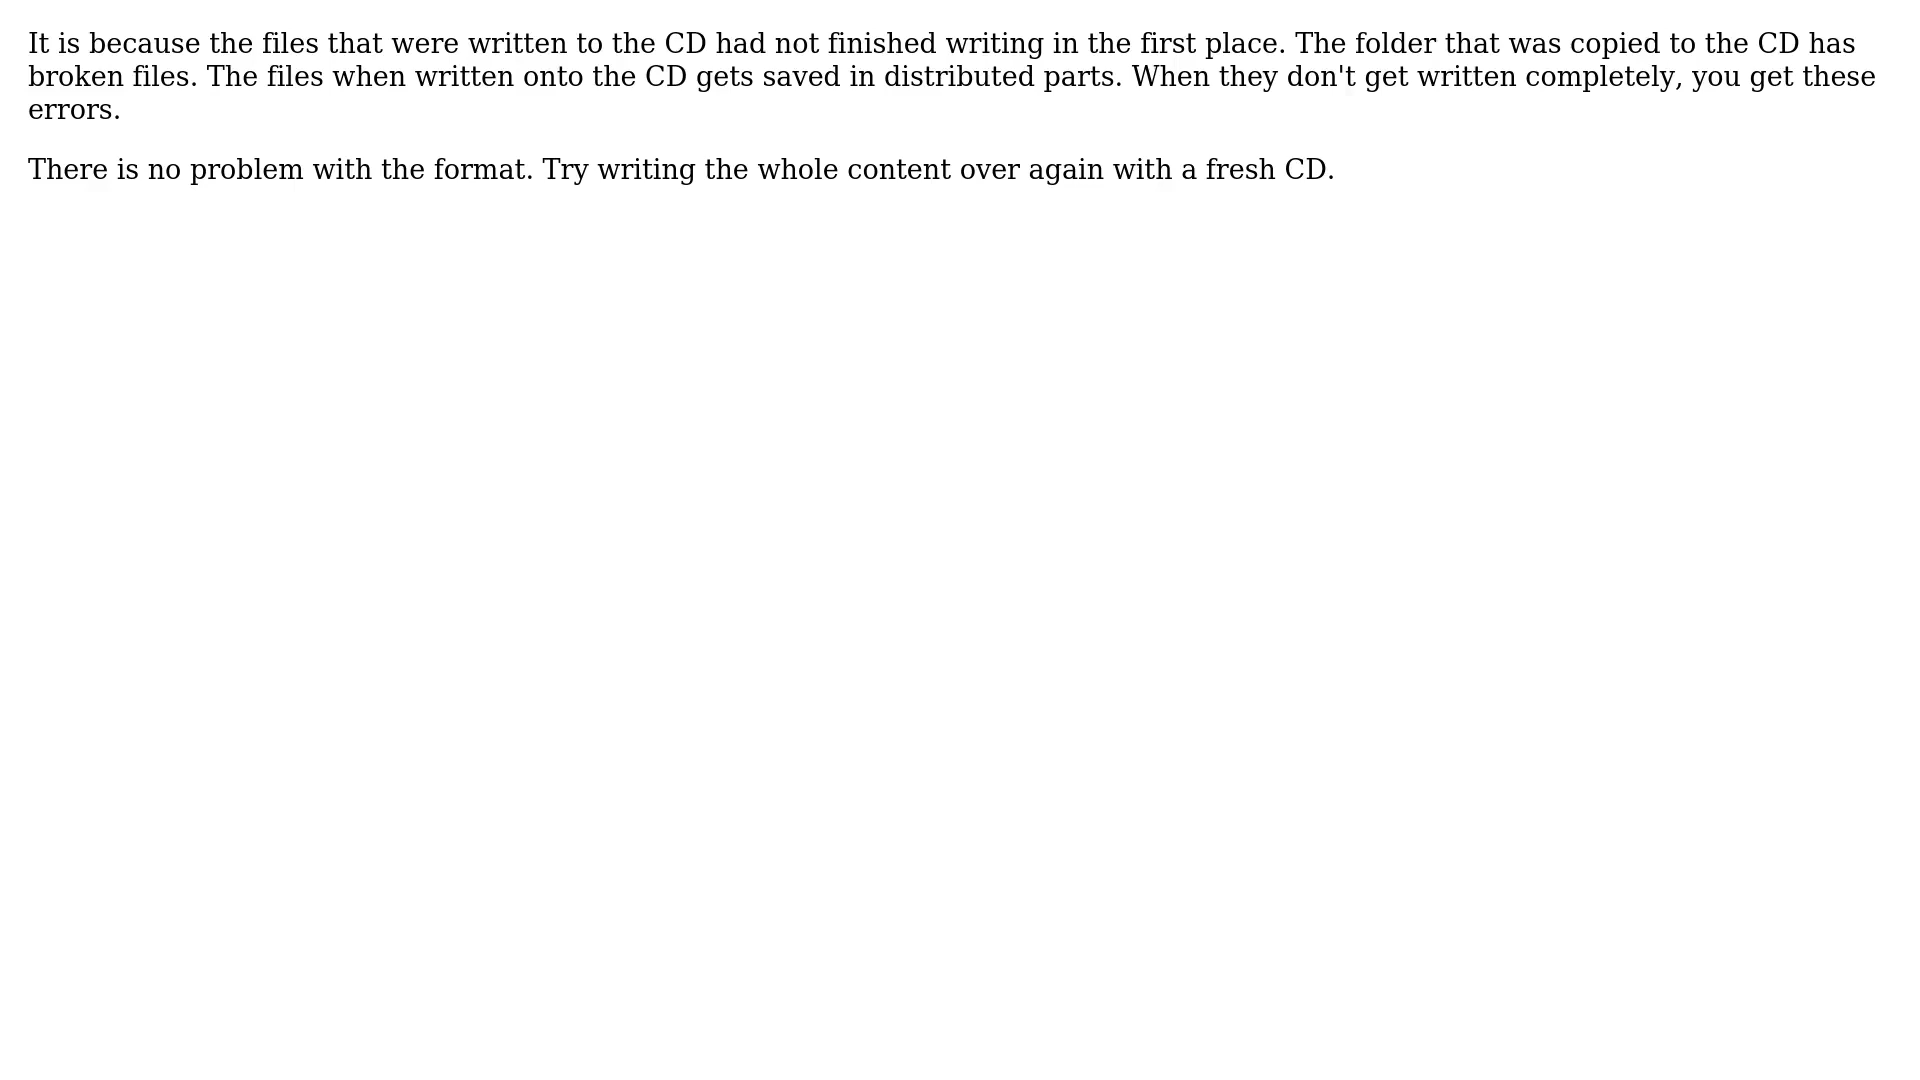 It is because the files that were written to the CD had not finished writing in the first place. The folder that was copied to the CD has
broken files. The files when written onto the CD gets saved in distributed parts. When they don't get written completely, you get these
errors.
There is no problem with the format. Try writing the whole content over again with a fresh CD.